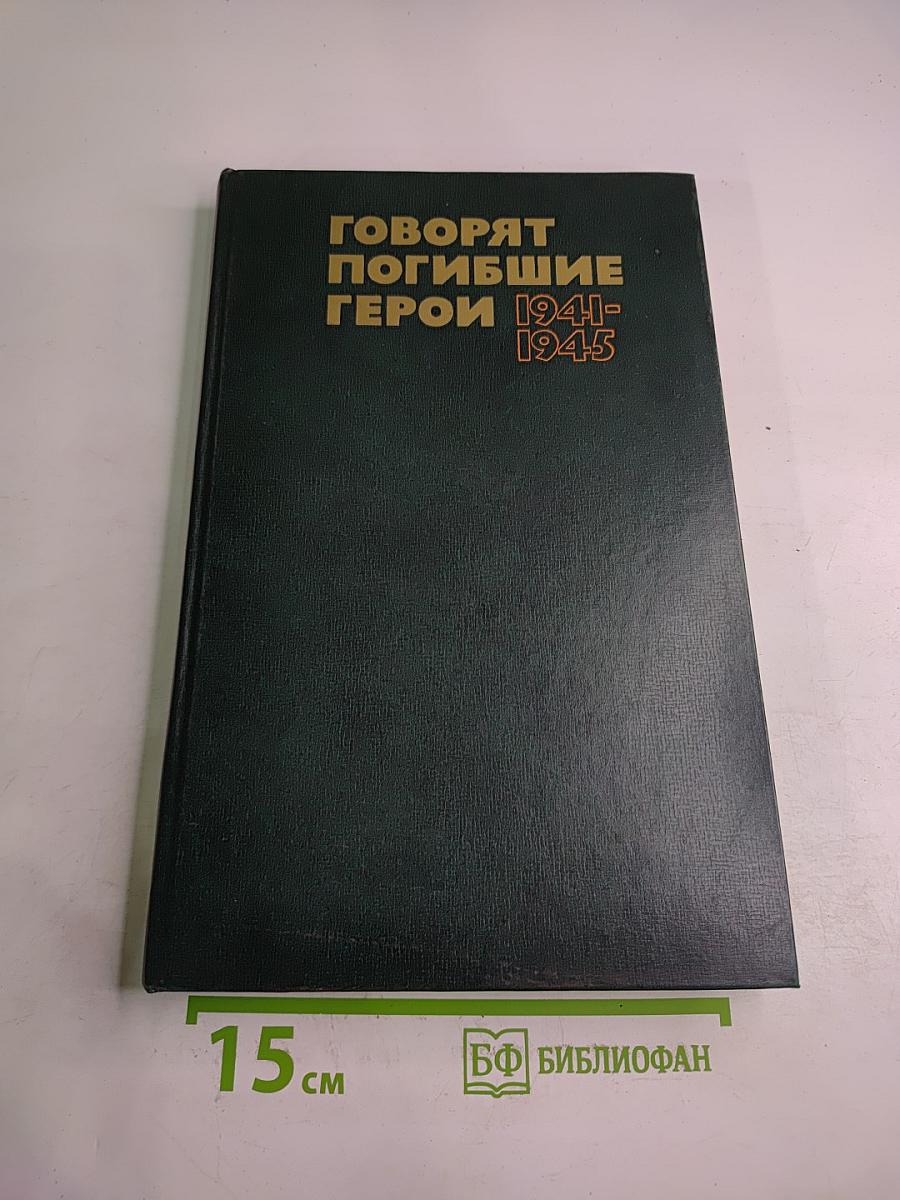 ГОВОРЯТ
ПОГИБШИЕ
ГЕРОИ 1941-
1945
15 см
БФ БИБЛИОФАН